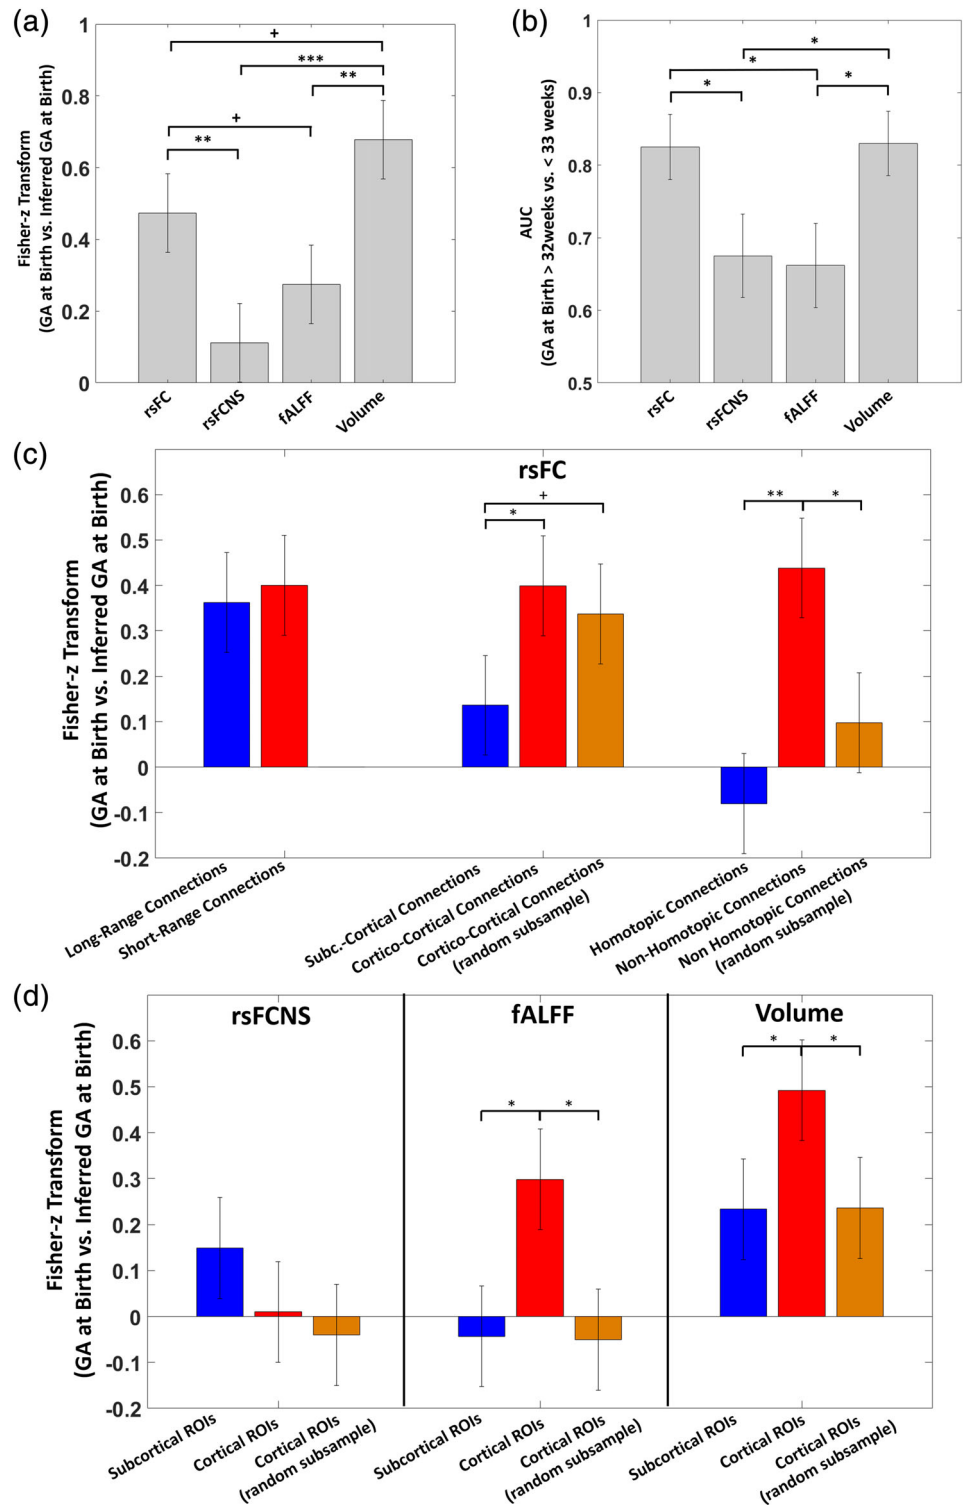 (a)
Fisher-z Transform
(GA at Birth vs. Inferred GA at Birth)
1
0.8
0.6
0.4
0.2
0
+
***
**
+
**
rsFC
rsFCNS
fALFF
Volume
(b)
AUC
(GA at Birth > 32weeks vs. < 33 weeks)
1
0.9
0.8
0.7
0.6
0.5
*
*
*
*
rsFC
rsFCNS
fALFF
Volume
(c)
rsFC
Fisher-z Transform
(GA at Birth vs. Inferred GA at Birth)
0.6
0.5
0.4
0.3
0.2
0.1
0
-0.1
-0.2
+
*
**
*
Long-Range Connections
Short-Range Connections
Subc.-Cortical Connections
Cortico-Cortical Connections
Cortico-Cortical Connections
(random subsample)
Homotopic Connections
Non-Homotopic Connections
Non Homotopic Connections
(random subsample)
(d)
rsFCNS
fALFF
Volume
Fisher-z Transform
(GA at Birth vs. Inferred GA at Birth)
0.6
0.5
0.4
0.3
0.2
0.1
0
-0.1
-0.2
*
*
*
*
Subcortical ROIs
Cortical ROIs
Cortical ROIs
(random subsample)
Subcortical ROIs
Cortical ROIs
Cortical ROIs
(random subsample)
Subcortical ROIs
Cortical ROIs
Cortical ROIs
(random subsample)